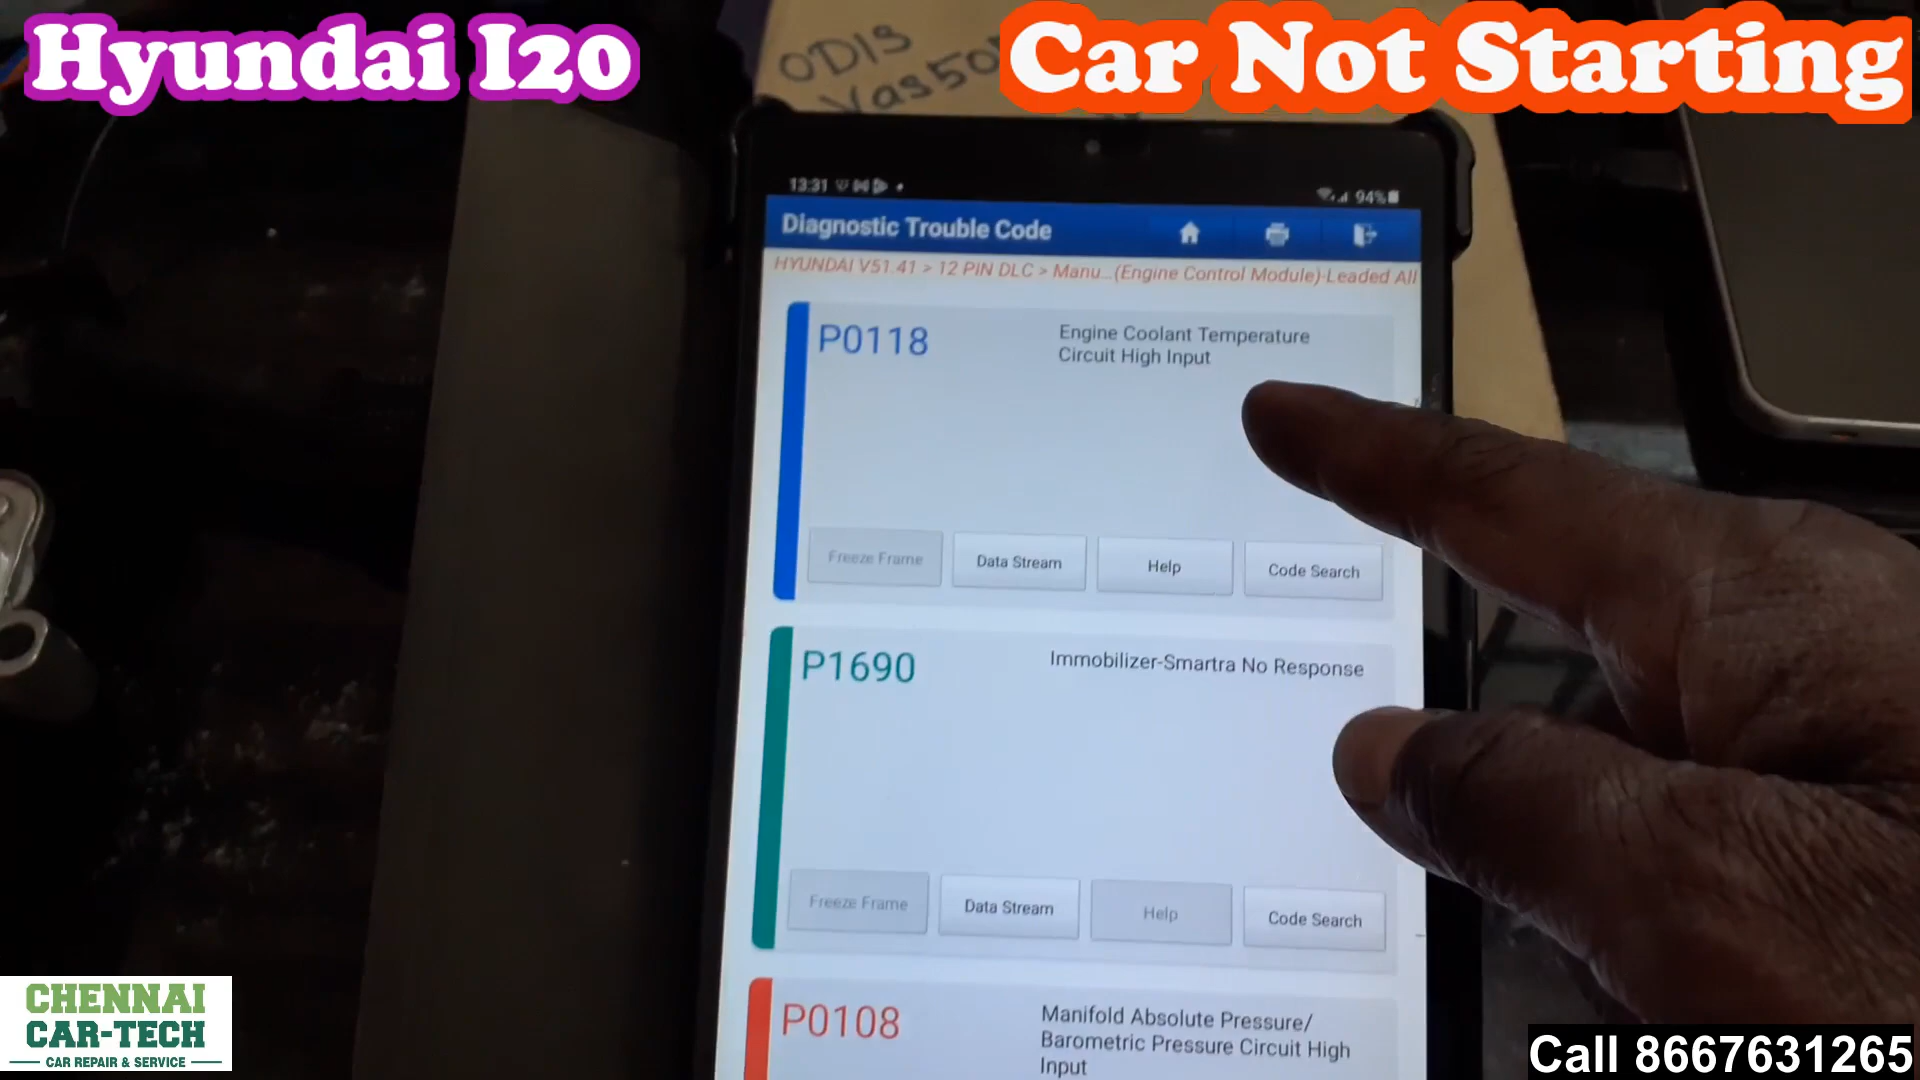 Hyundai I20
Car Not Starting
ODIS
Vas50
13:31
94%
Diagnostic Trouble Code
HYUNDAI V51.41 > 12 PIN DLC > Manu...(Engine Control Module)-Leaded All
P0118
Engine Coolant Temperature
Circuit High Input
Freeze Frame
Data Stream
Help
Code Search
P1690
Immobilizer-Smartra No Response
Freeze Frame
Data Stream
Help
Code Search
P0108
Manifold Absolute Pressure/
Barometric Pressure Circuit High
Input
CHENNAI
CAR-TECH
CAR REPAIR & SERVICE
Call 8667631265